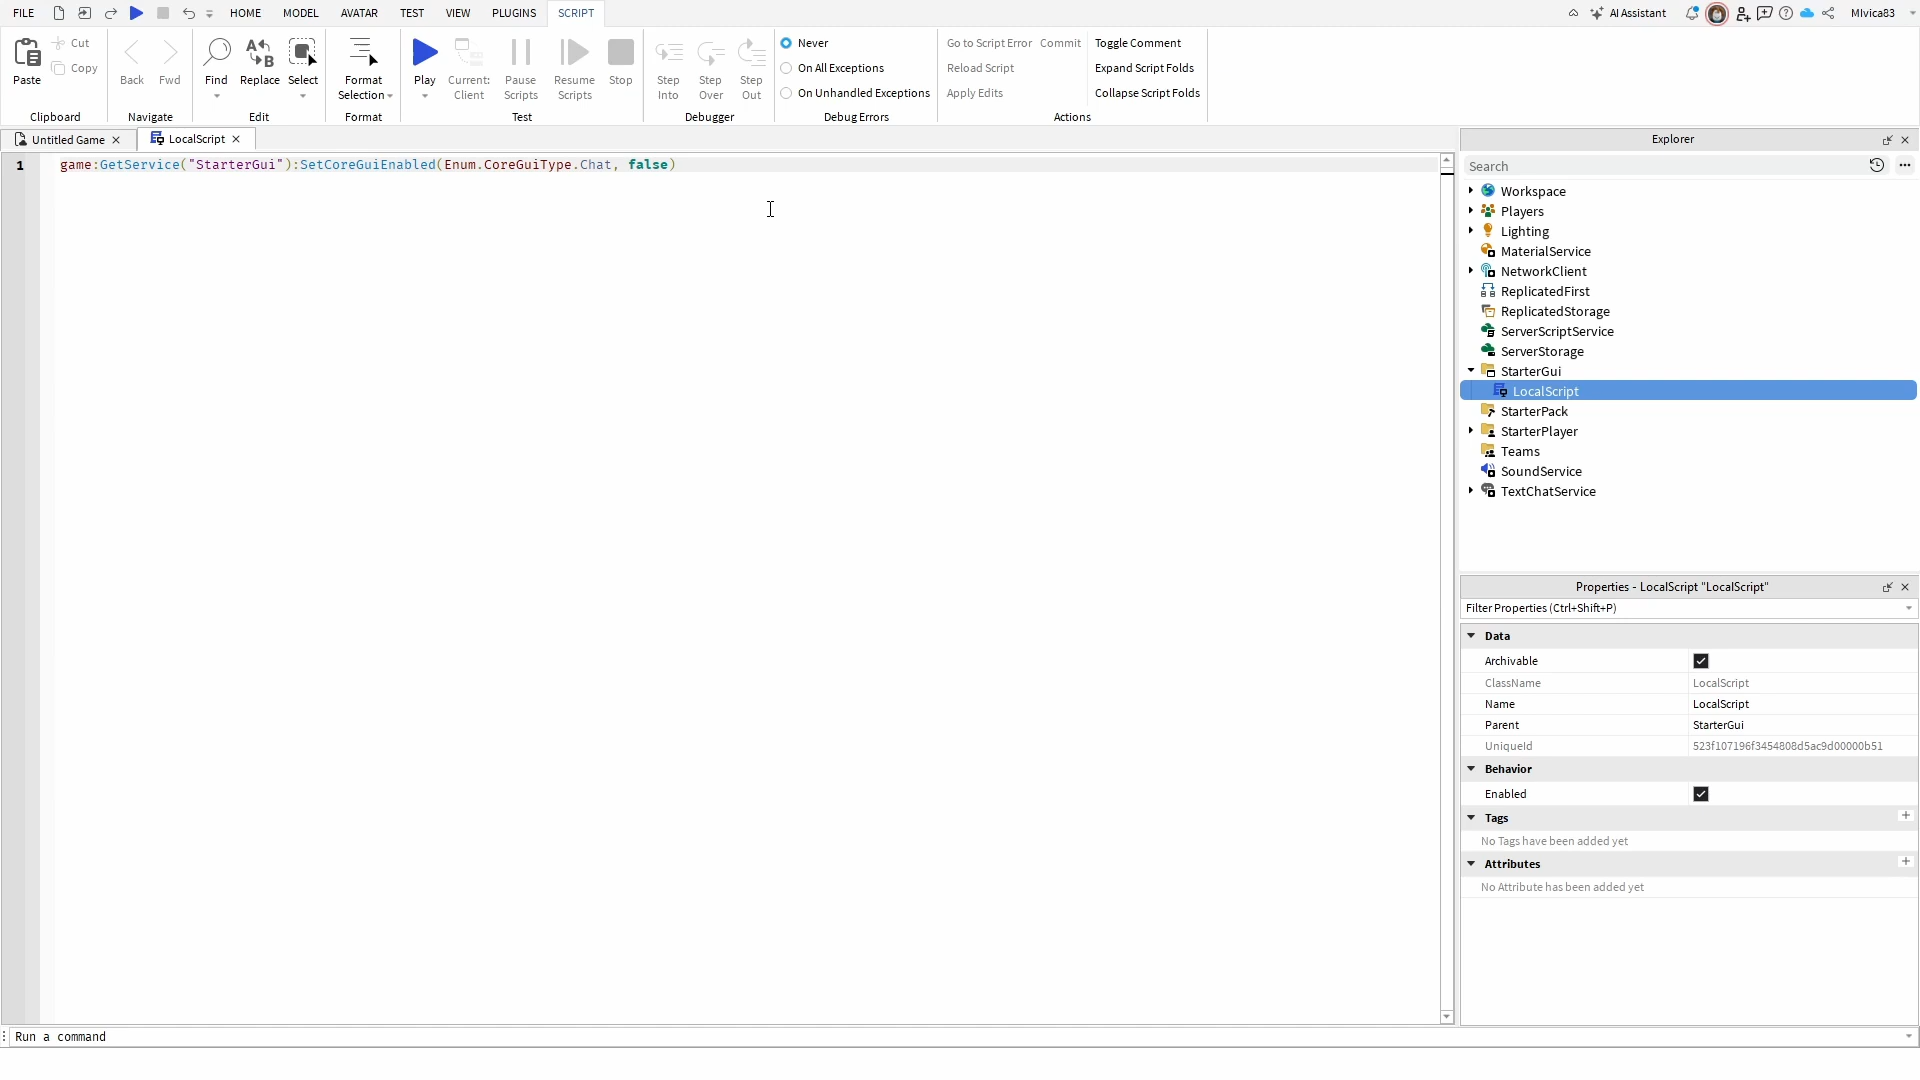 FILE HOME MODEL AVATAR TEST VIEW PLUGINS SCRIPT AI Assistant MIvica83
Paste Cut Copy Back Fwd Find Replace Select Format Selection Play Current: Client Pause Scripts Resume Scripts Stop Step Into Step Over Step Out
Never
On All Exceptions
On Unhandled Exceptions
Go to Script Error Commit Toggle Comment
Reload Script Expand Script Folds
Apply Edits Collapse Script Folds
Clipboard Navigate Edit Format Test Debugger Debug Errors Actions
Untitled Game LocalScript
1 game:GetService("StarterGui"):SetCoreGuiEnabled(Enum.CoreGuiType.Chat, false)
Explorer
Search
Workspace
Players
Lighting
MaterialService
NetworkClient
ReplicatedFirst
ReplicatedStorage
ServerScriptService
ServerStorage
StarterGui
LocalScript
StarterPack
StarterPlayer
Teams
SoundService
TextChatService
Properties - LocalScript "LocalScript"
Filter Properties (Ctrl+Shift+P)
Data
Archivable
ClassName LocalScript
Name LocalScript
Parent StarterGui
UniqueId 523f107196f3454808d5ac9d00000b51
Behavior
Enabled
Tags
No Tags have been added yet
Attributes
No Attribute has been added yet
Run a command